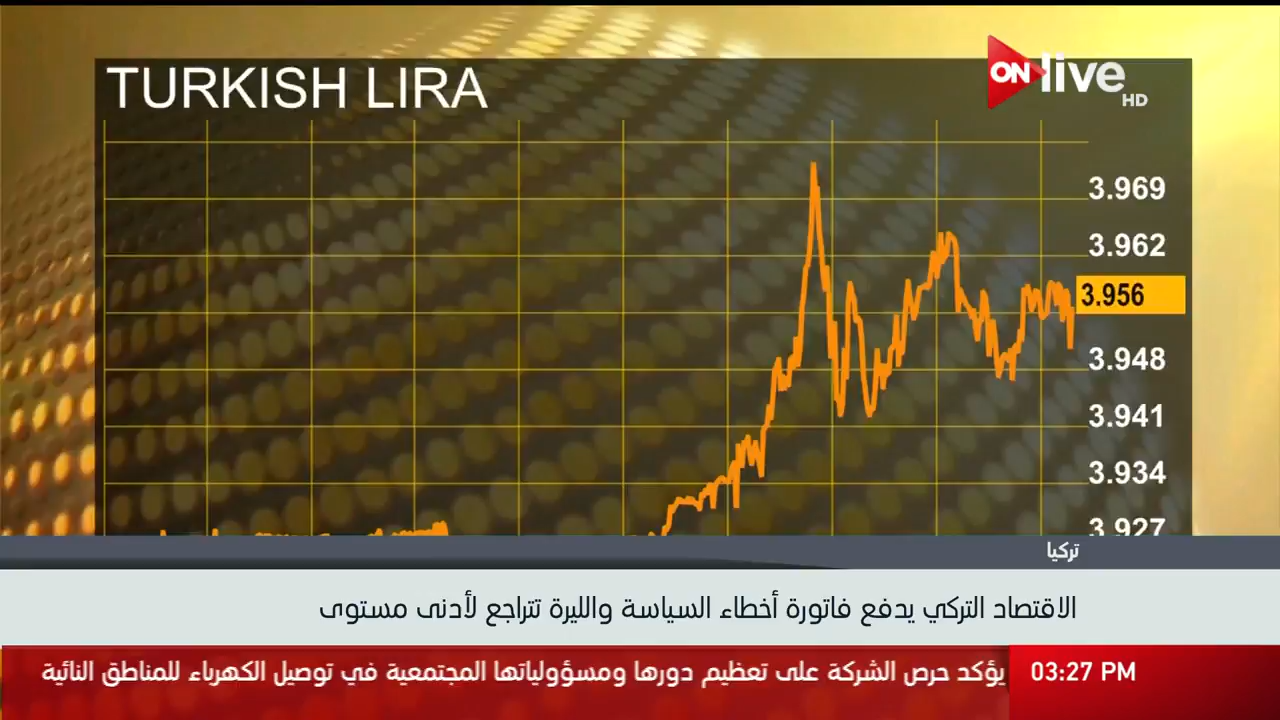 TURKISH LIRA
ON live HD
3.969
3.962
3.956
3.948
3.941
3.934
3.927
تركيا
الاقتصاد التركي يدفع فاتورة أخطاء السياسة والليرة تتراجع لأدنى مستوى
يؤكد حرص الشركة على تعظيم دورها ومسؤولياتها المجتمعية في توصيل الكهرباء للمناطق النائية
03:27 PM